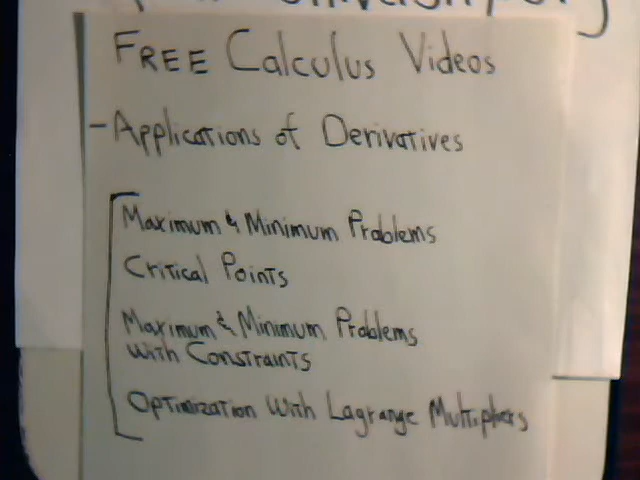 FREE Calculus Videos
- Applications of Derivatives
Maximum & Minimum Problems
Critical Points
Maximum & Minimum Problems
with Constraints
Optimization With Lagrange Multipliers